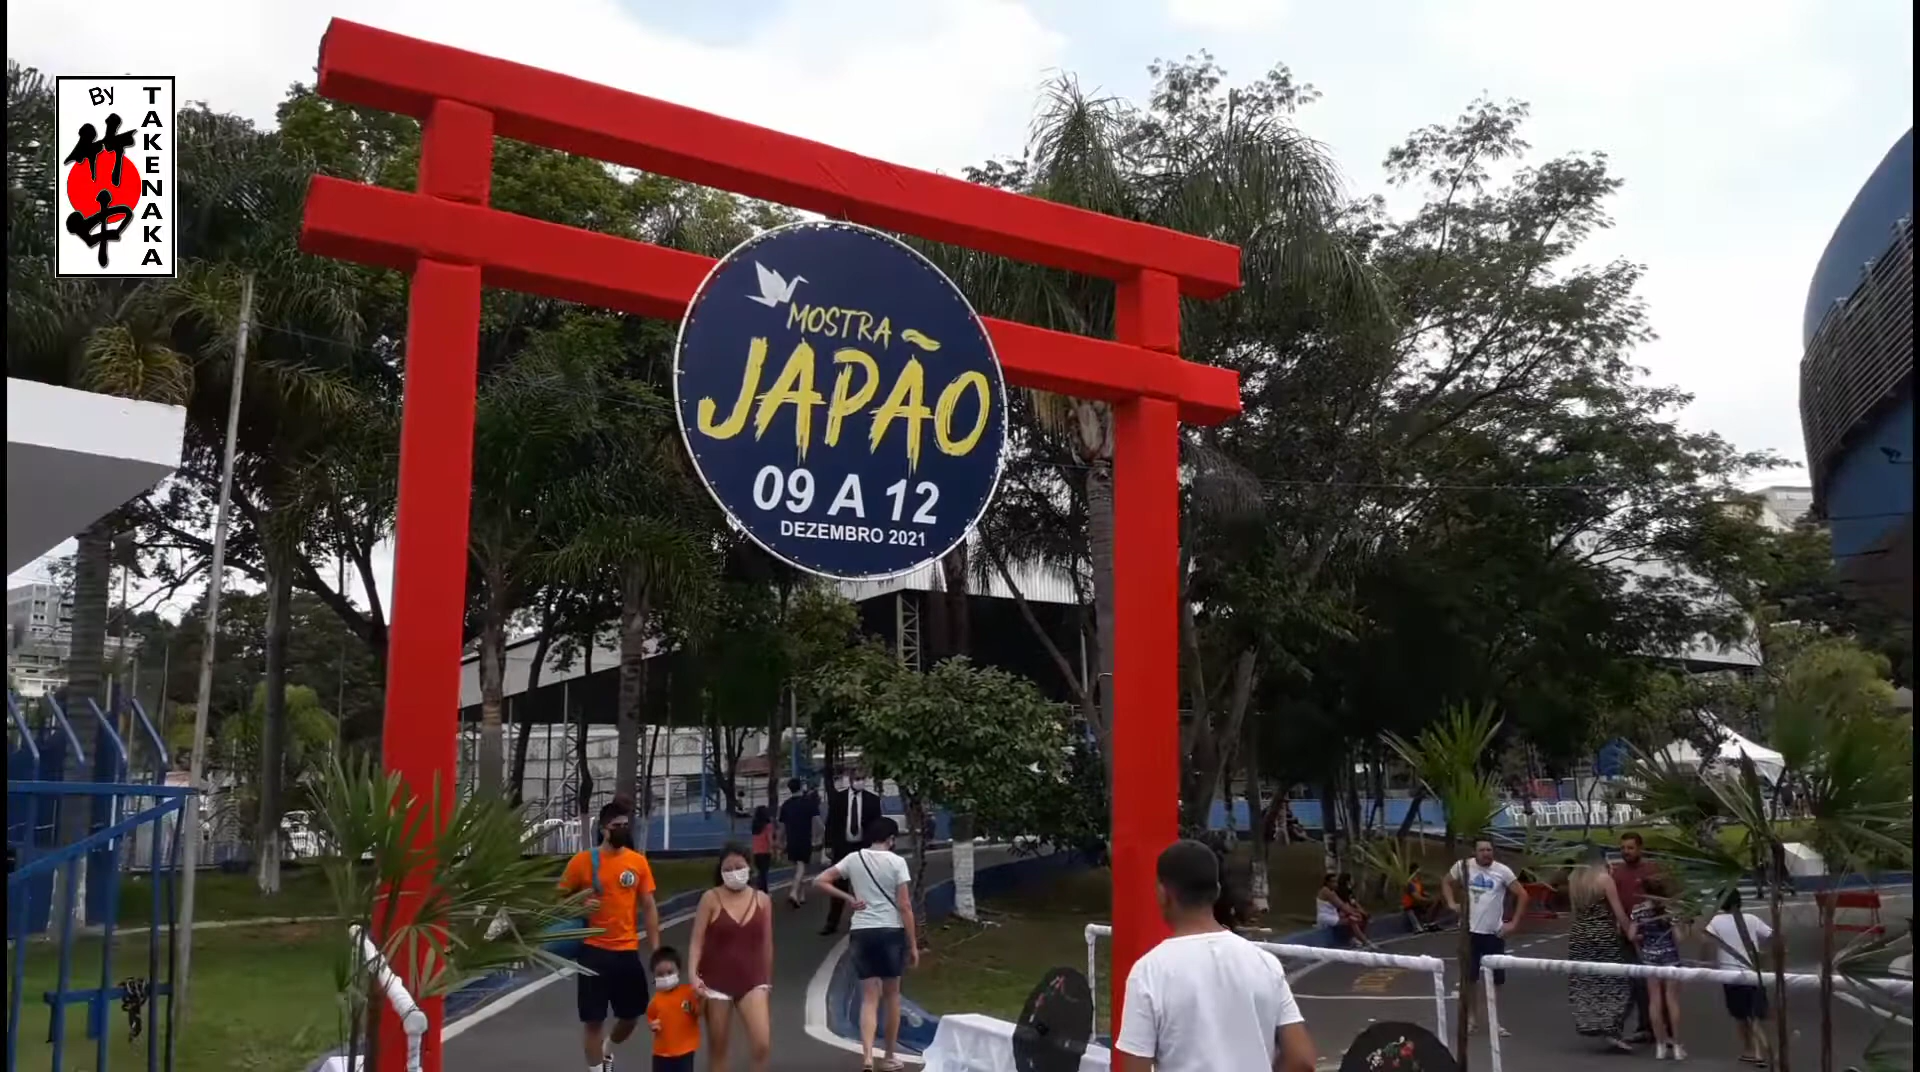 By
TAKENAKA
竹中
MOSTRA
JAPÃO
09 A 12
DEZEMBRO 2021